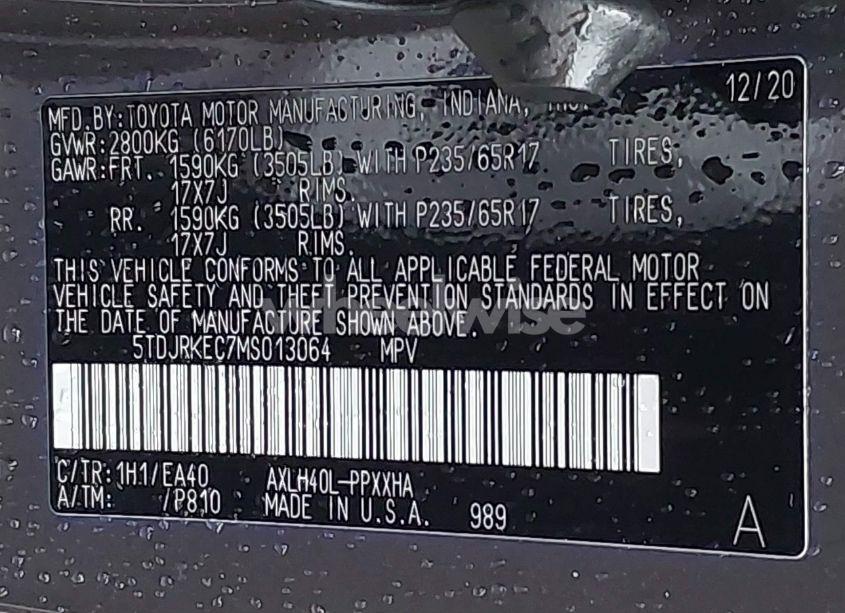 12/20
MFD.BY:TOYOTA MOTOR MANUFACTURING, INDIANA,
GVWR:2800KG (6170LB)
GAWR:FRT. 1590KG (3505LB) WITH P235/65R17 TIRES,
17X7J RIMS.
RR. 1590KG (3505LB) WITH P235/65R17 TIRES,
17X7J RIMS.
THIS VEHICLE CONFORMS TO ALL APPLICABLE FEDERAL MOTOR
VEHICLE SAFETY AND THEFT PREVENTION STANDARDS IN EFFECT ON
THE DATE OF MANUFACTURE SHOWN ABOVE.
wheelwise
5TDJRKEC7MS013064 MPV
C/TR:1H1/EA40 AXLH40L-PPXXHA
A/TM: /P810 MADE IN U.S.A. 989
A